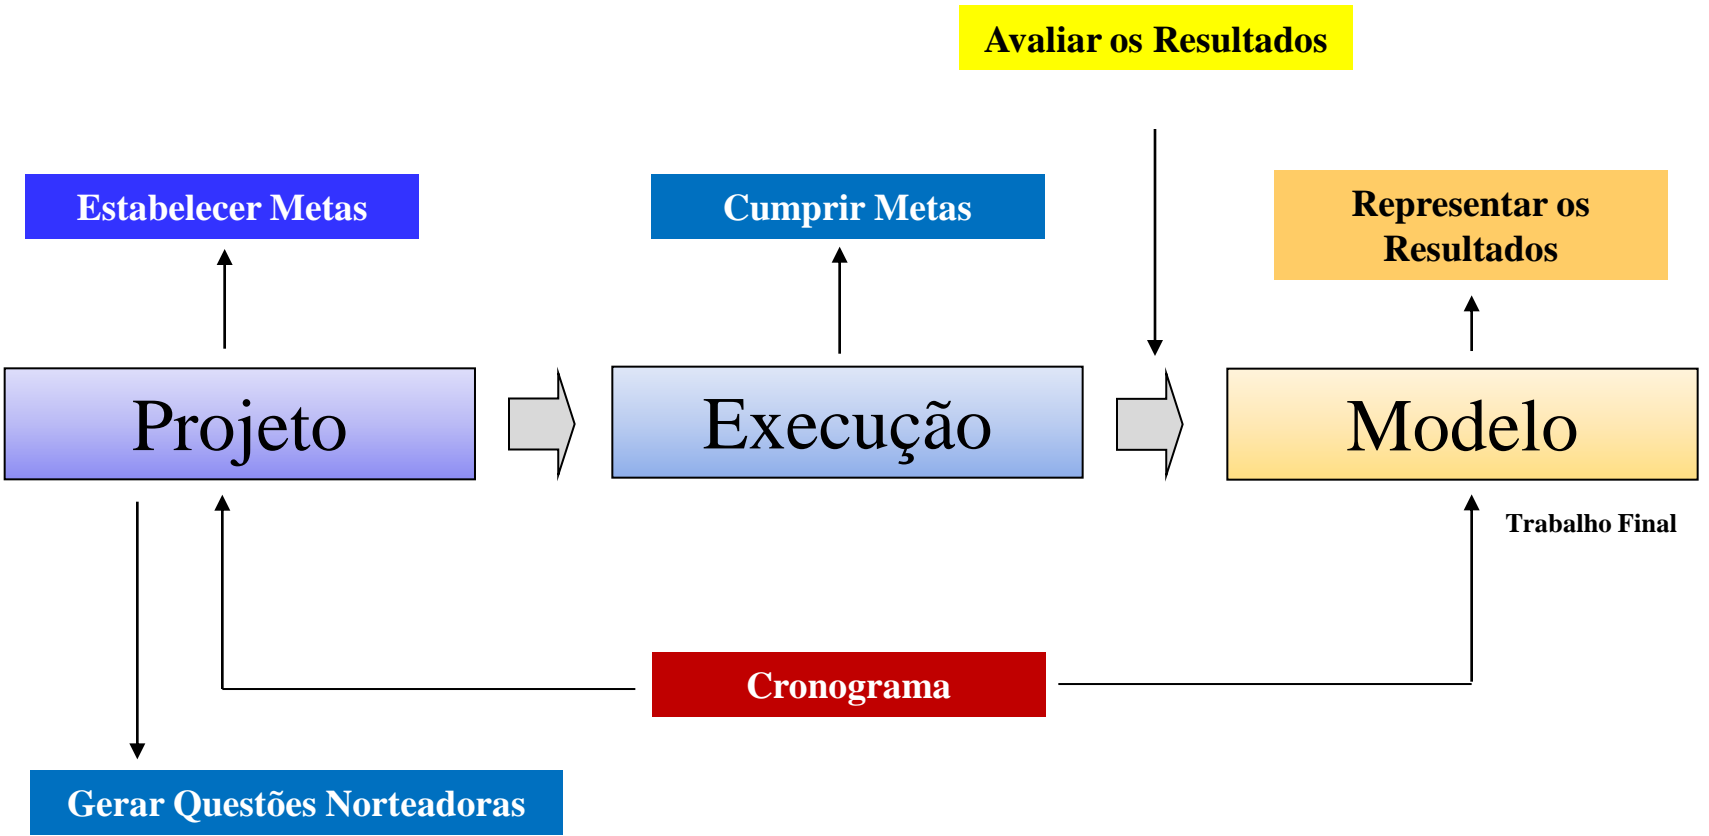 Avaliar os Resultados
Estabelecer Metas
Cumprir Metas
Representar os
Resultados
Projeto
Execução
Modelo
Trabalho Final
Cronograma
Gerar Questões Norteadoras